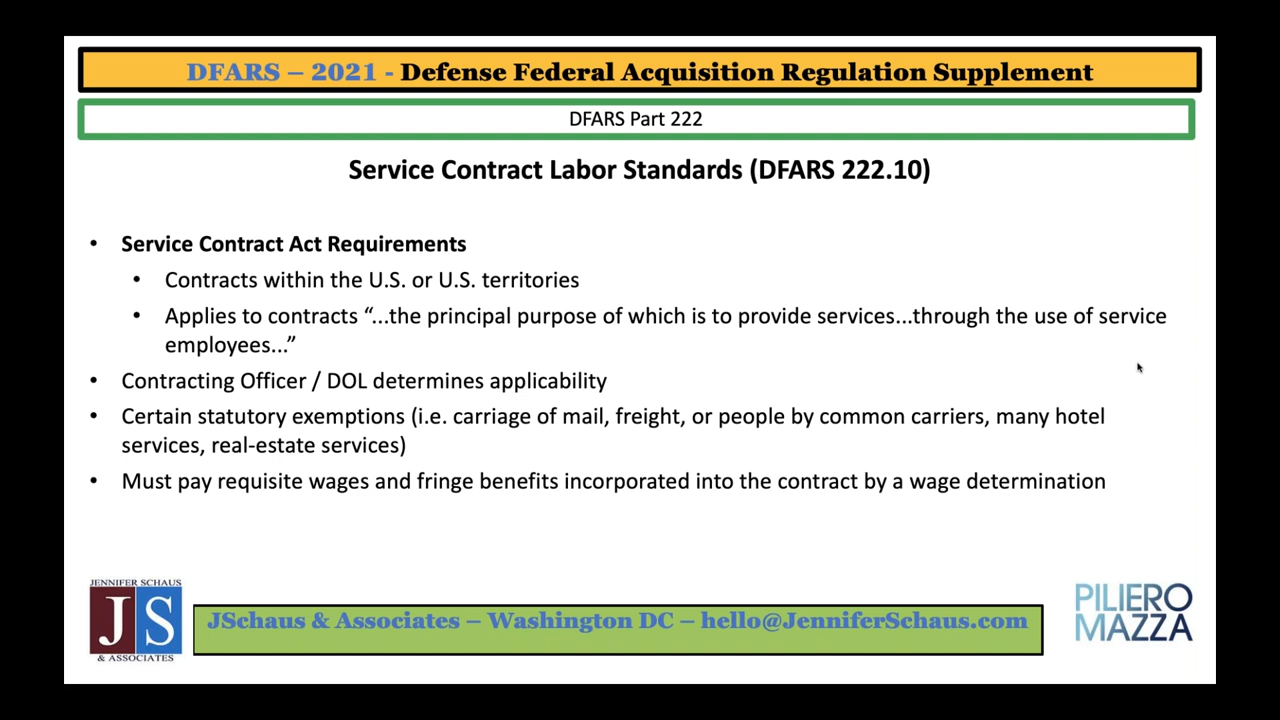 DFARS – 2021 - Defense Federal Acquisition Regulation Supplement
DFARS Part 222
Service Contract Labor Standards (DFARS 222.10)
• Service Contract Act Requirements
• Contracts within the U.S. or U.S. territories
• Applies to contracts “...the principal purpose of which is to provide services...through the use of service
employees...”
• Contracting Officer / DOL determines applicability
• Certain statutory exemptions (i.e. carriage of mail, freight, or people by common carriers, many hotel
services, real-estate services)
• Must pay requisite wages and fringe benefits incorporated into the contract by a wage determination
JENNIFER SCHAUS
JS
& ASSOCIATES
JSchaus & Associates – Washington DC – hello@JenniferSchaus.com
PILIERO
MAZZA